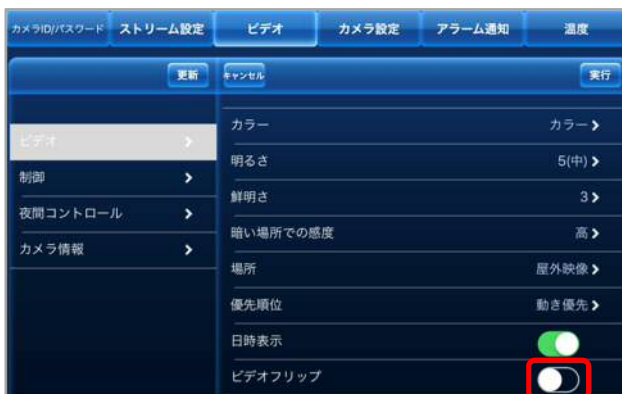 カメラID/パスワード ストリーム設定 ビデオ カメラ設定 アラーム通知 温度
更新 キャンセル 実行
ビデオ
制御
夜間コントロール
カメラ情報
カラー カラー
明るさ 5(中)
鮮明さ 3
暗い場所での感度 高
場所 屋外映像
優先順位 動き優先
日時表示
ビデオフリップ